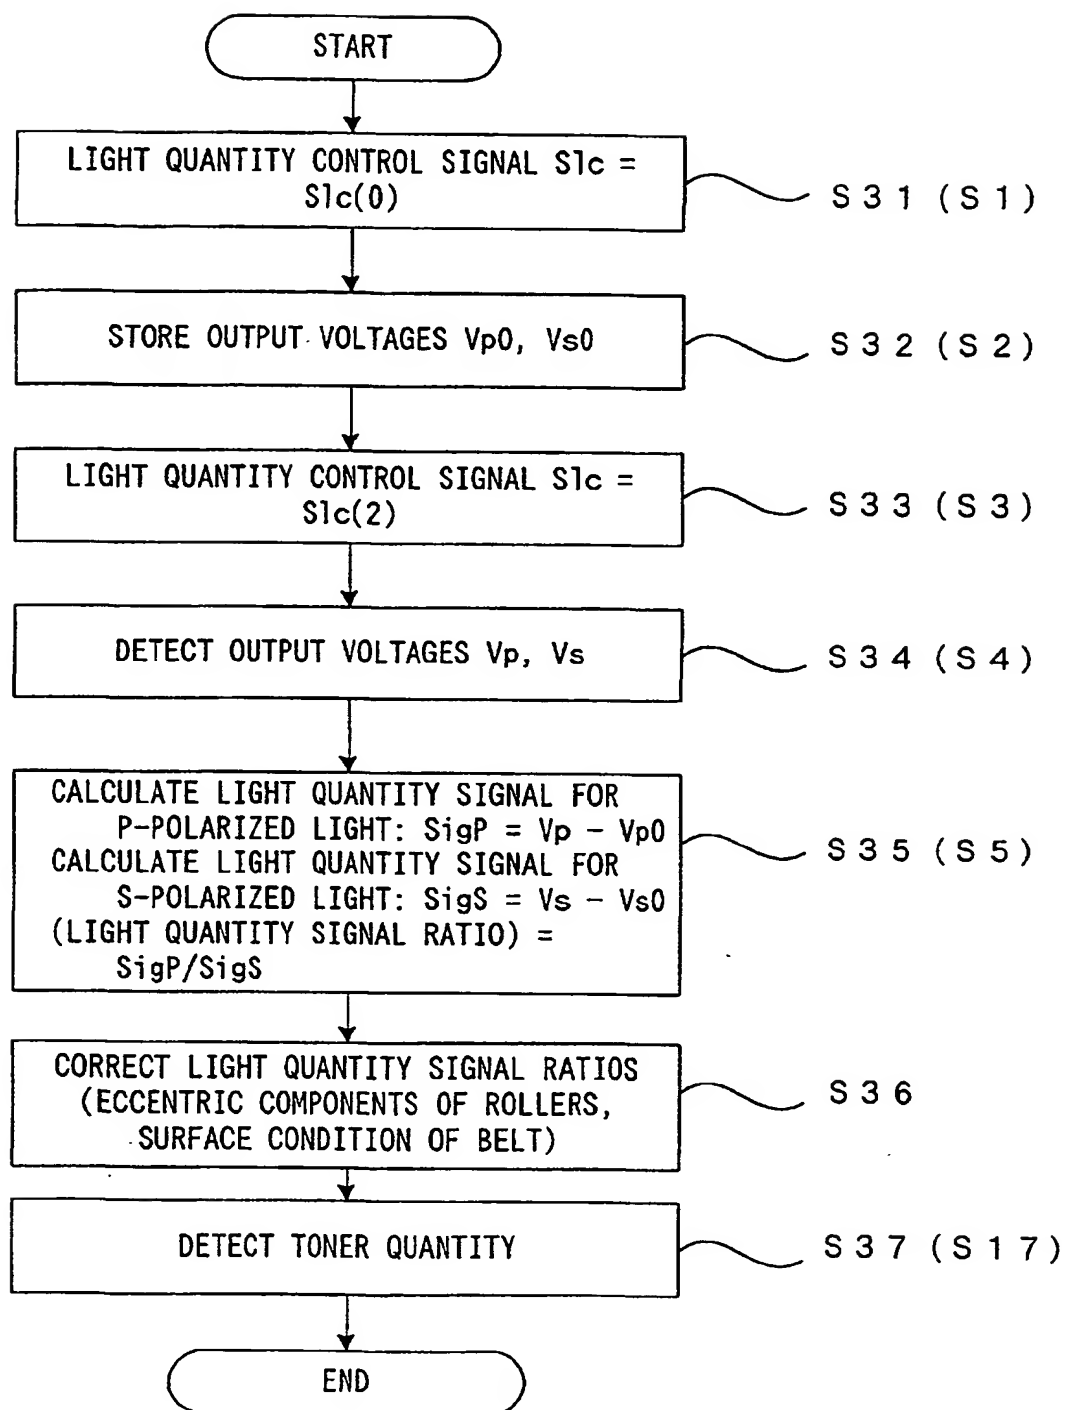 START
LIGHT QUANTITY CONTROL SIGNAL Slc =
Slc(0)
S31 (S1)
STORE OUTPUT VOLTAGES Vp0, Vs0
S32 (S2)
LIGHT QUANTITY CONTROL SIGNAL Slc =
Slc(2)
S33 (S3)
DETECT OUTPUT VOLTAGES Vp, Vs
S34 (S4)
CALCULATE LIGHT QUANTITY SIGNAL FOR
P-POLARIZED LIGHT: SigP = Vp - Vp0
CALCULATE LIGHT QUANTITY SIGNAL FOR
S-POLARIZED LIGHT: SigS = Vs - Vs0
(LIGHT QUANTITY SIGNAL RATIO) =
SigP/SigS
S35 (S5)
CORRECT LIGHT QUANTITY SIGNAL RATIOS
(ECCENTRIC COMPONENTS OF ROLLERS,
SURFACE CONDITION OF BELT)
S36
DETECT TONER QUANTITY
S37 (S17)
END